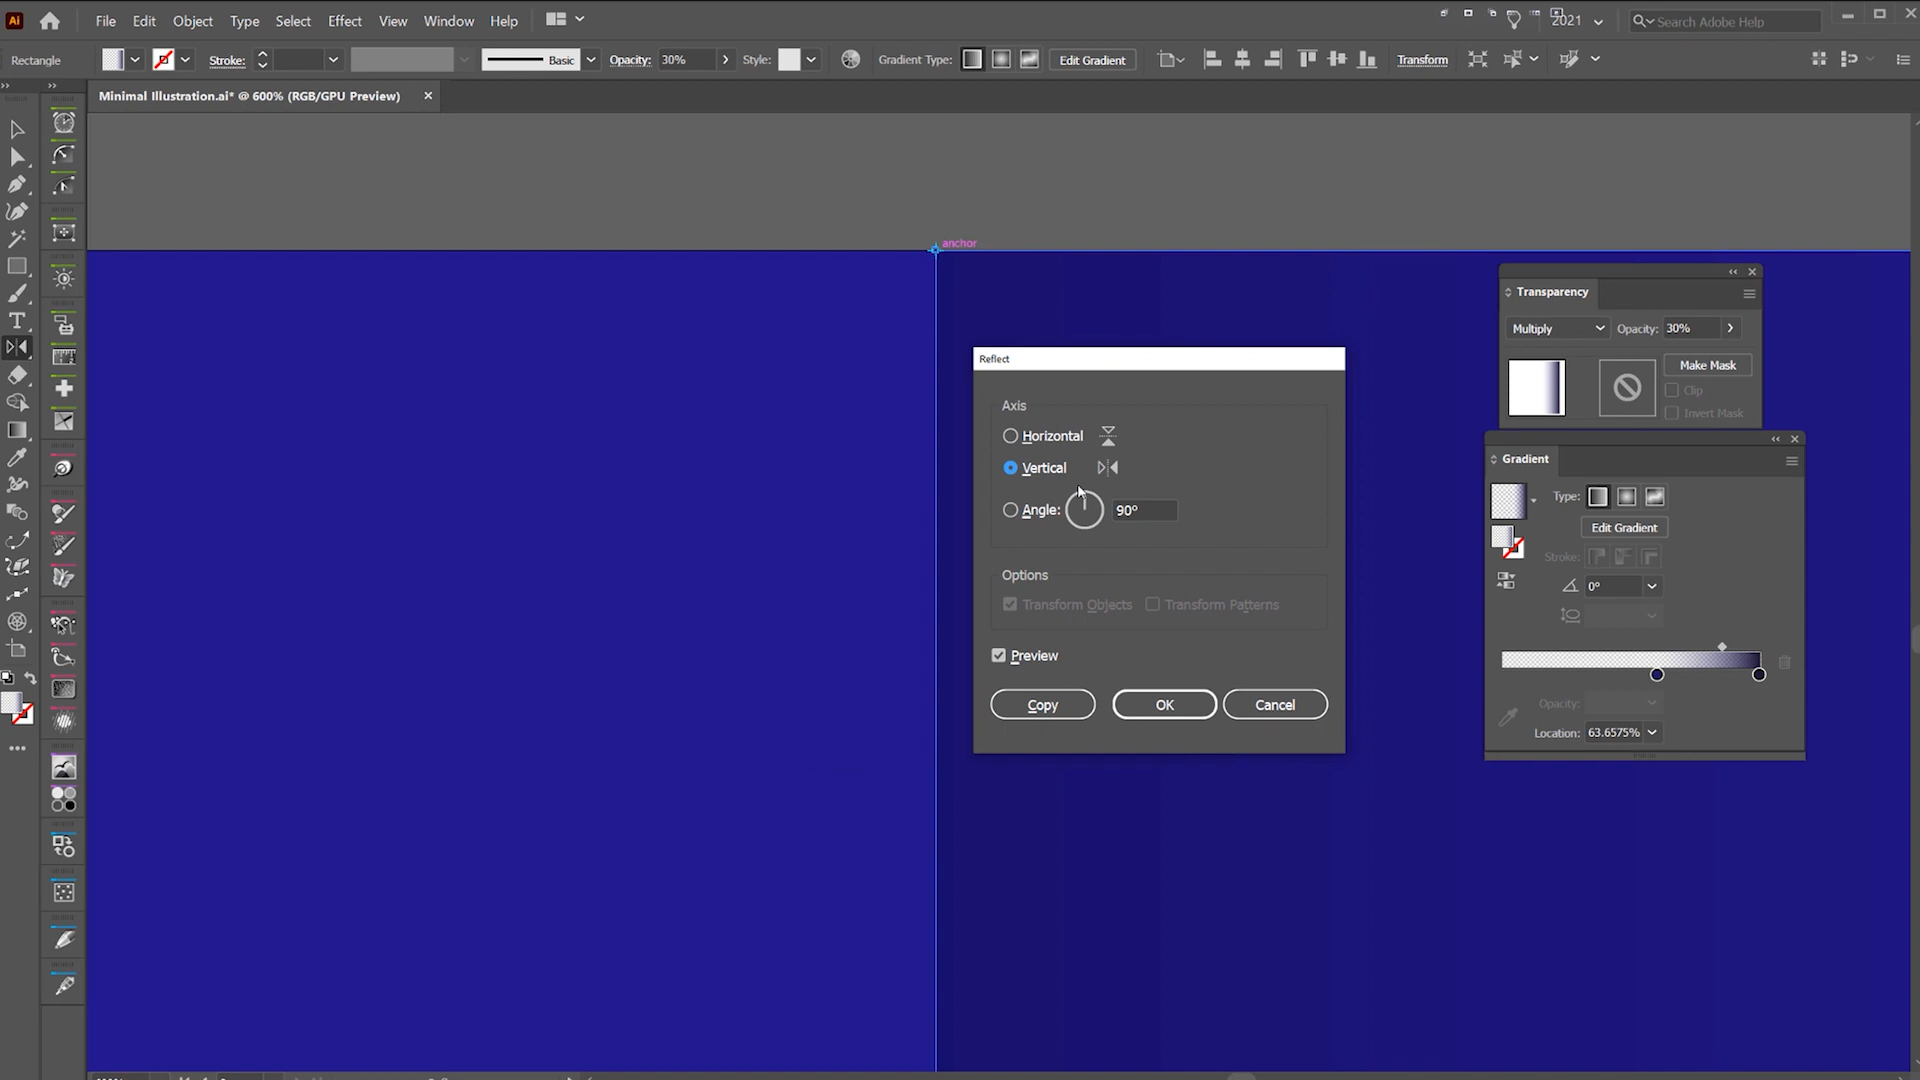 Ai File Edit Object Type Select Effect View Window Help 2021 Search Adobe Help
Rectangle Stroke: Basic Opacity: 30% Style: Gradient Type: Edit Gradient Transform
Minimal Illustration.ai* @ 600% (RGB/GPU Preview)
anchor
Reflect
Axis
Horizontal
Vertical
Angle: 90°
Options
Transform Objects Transform Patterns
Preview
Copy OK Cancel
Transparency
Multiply Opacity: 30%
Make Mask
Clip
Invert Mask
Gradient
Type:
Edit Gradient
Stroke:
0°
Opacity:
Location: 63.6575%